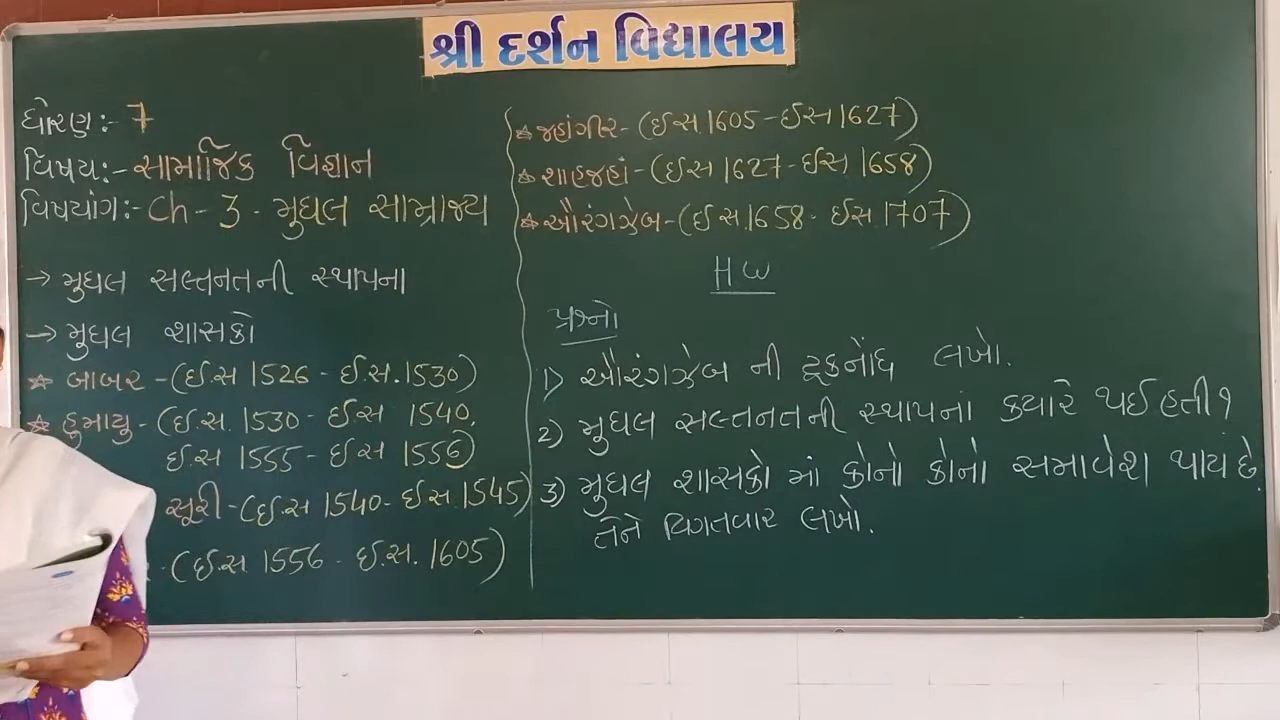 શ્રી દર્શન વિદ્યાલય
ધોરણ:- 7
વિષય:- સામાજિક વિજ્ઞાન
વિષયાંગ:- Ch - 3 - મુઘલ સામ્રાજ્ય
→ મુઘલ સલ્તનતની સ્થાપના
→ મુઘલ શાસકો
☆ બાબર - (ઈ.સ 1526 - ઈ.સ. 1530)
☆ હુમાયુ - (ઈ.સ. 1530 - ઈ.સ 1540,
ઈ.સ 1555 - ઈ.સ 1556)
સૂરી - (ઈ.સ 1540 - ઈ.સ 1545)
- (ઈ.સ 1556 - ઈ.સ. 1605)
☆ જહાંગીર - (ઈ.સ. 1605 - ઈ.સ 1627)
☆ શાહજહાં - (ઈ.સ 1627 - ઈ.સ 1658)
☆ ઔરંગઝેબ - (ઈ.સ. 1658 - ઈ.સ 1707)
HW
પ્રશ્નો
1) ઔરંગઝેબ ની ટૂકનોંધ લખો.
2) મુઘલ સલ્તનતની સ્થાપના ક્યારે થઈ હતી?
3) મુઘલ શાસકો માં કોનો કોનો સમાવેશ થાય છે.
તેને વિગતવાર લખો.